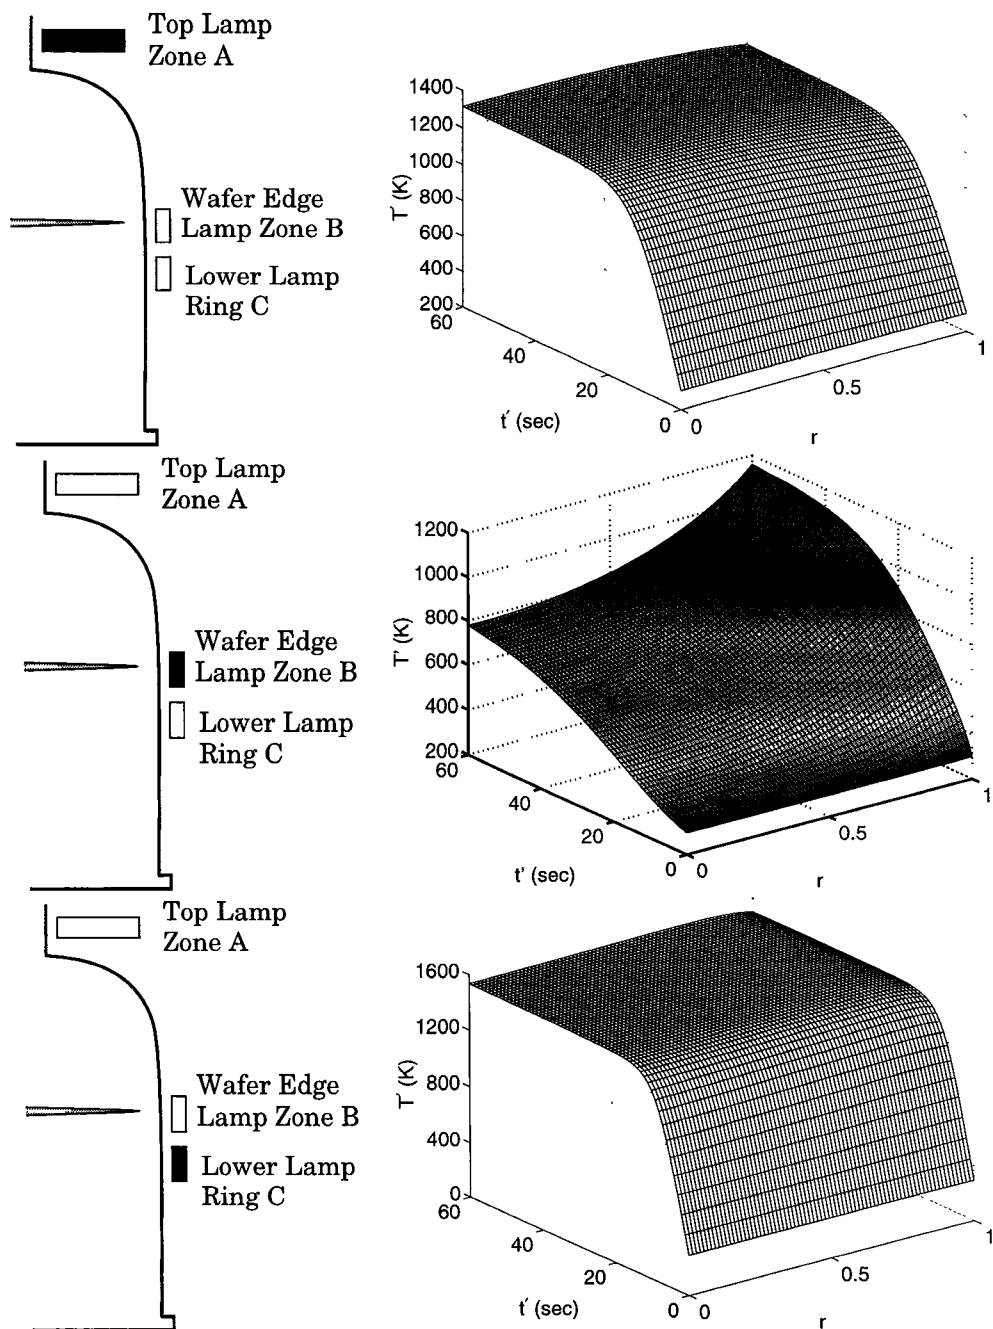 Top Lamp
Zone A
Wafer Edge
Lamp Zone B
Lower Lamp
Ring C
1400
1200
1000
800
600
400
200
60
40
20
0
0
0.5
1
T′ (K)
t′ (sec)
r
Top Lamp
Zone A
Wafer Edge
Lamp Zone B
Lower Lamp
Ring C
1200
1000
800
600
400
200
60
40
20
0
0
0.5
1
T' (K)
t' (sec)
r
Top Lamp
Zone A
Wafer Edge
Lamp Zone B
Lower Lamp
Ring C
1600
1200
800
400
0
60
40
20
0
0
0.5
1
T′ (K)
t′ (sec)
r